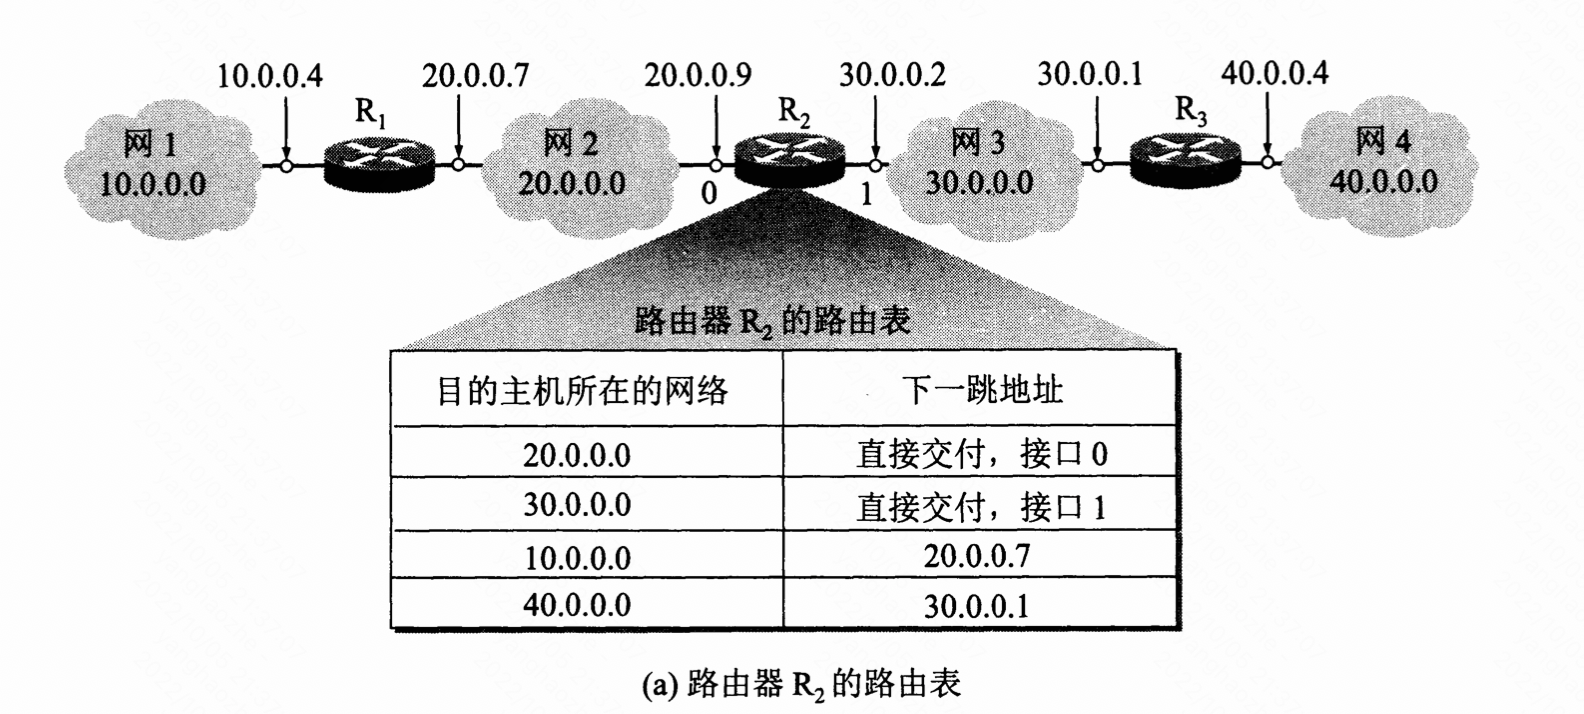 10.0.0.4 20.0.0.7 20.0.0.9 30.0.0.2 30.0.0.1 40.0.0.4
R1 R2 R3
网 1 网 2 网 3 网 4
10.0.0.0 20.0.0.0 30.0.0.0 40.0.0.0
0 1
路由器 R2 的路由表
目的主机所在的网络 下一跳地址
20.0.0.0 直接交付，接口 0
30.0.0.0 直接交付，接口 1
10.0.0.0 20.0.0.7
40.0.0.0 30.0.0.1
(a) 路由器 R2 的路由表